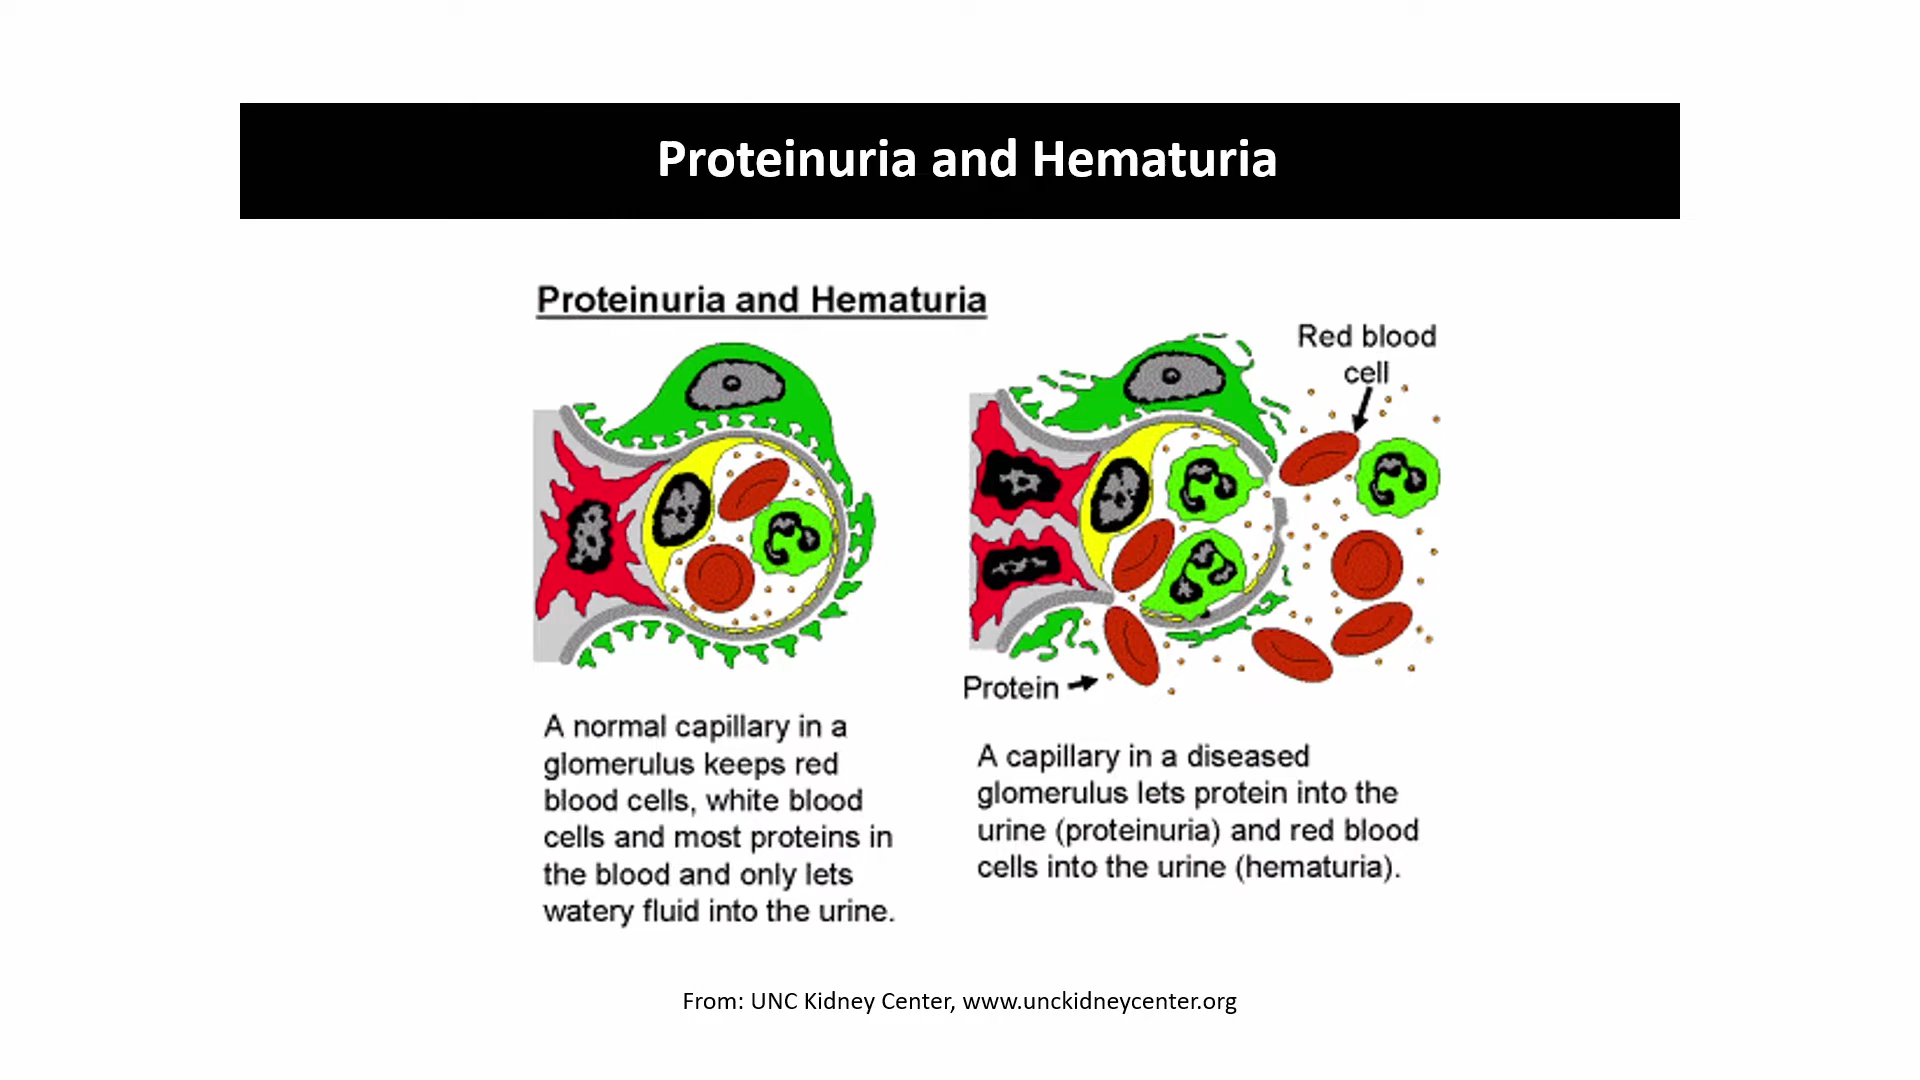 Proteinuria and Hematuria
Proteinuria and Hematuria
Red blood
cell
Protein
A normal capillary in a
glomerulus keeps red
blood cells, white blood
cells and most proteins in
the blood and only lets
watery fluid into the urine.
A capillary in a diseased
glomerulus lets protein into the
urine (proteinuria) and red blood
cells into the urine (hematuria).
From: UNC Kidney Center, www.unckidneycenter.org